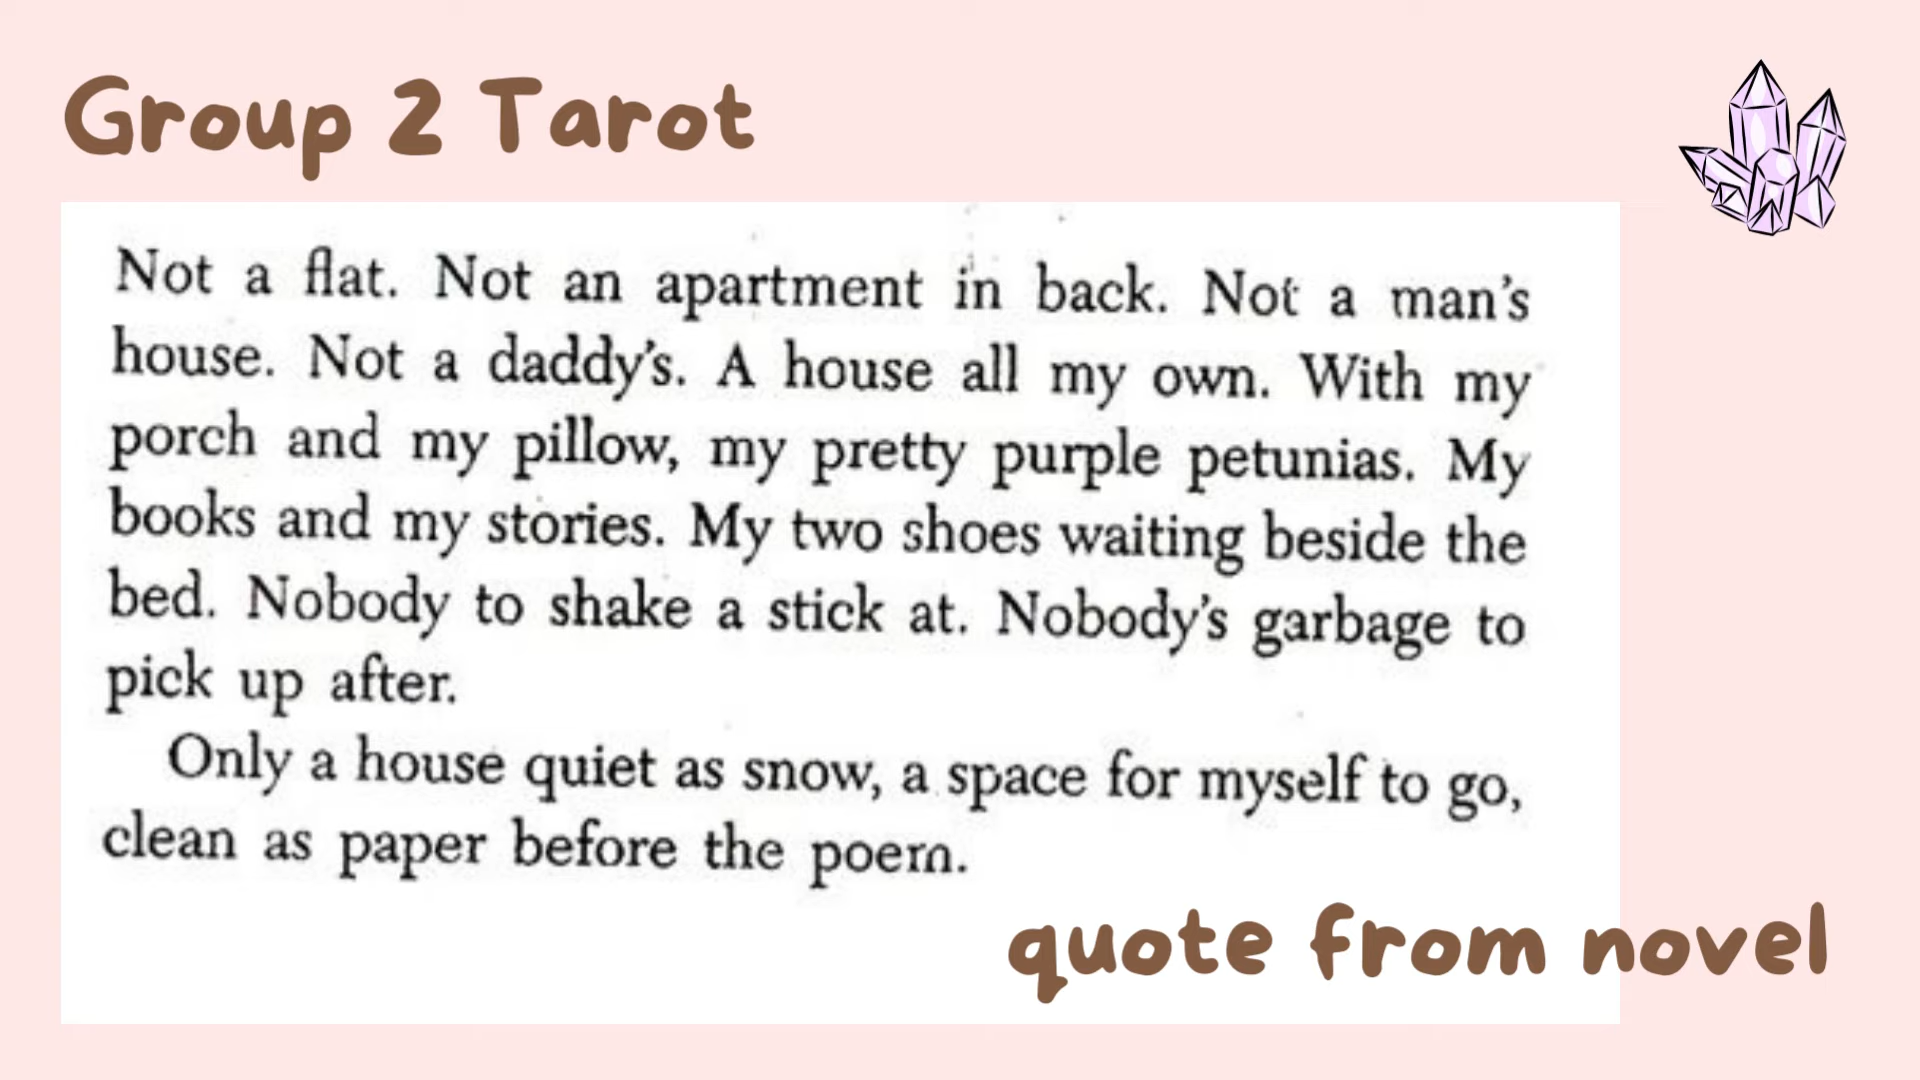 Group 2 Tarot
Not a flat. Not an apartment in back. Not a man's
house. Not a daddy's. A house all my own. With my
porch and my pillow, my pretty purple petunias. My
books and my stories. My two shoes waiting beside the
bed. Nobody to shake a stick at. Nobody's garbage to
pick up after.
Only a house quiet as snow, a space for myself to go,
clean as paper before the poem.
quote from novel